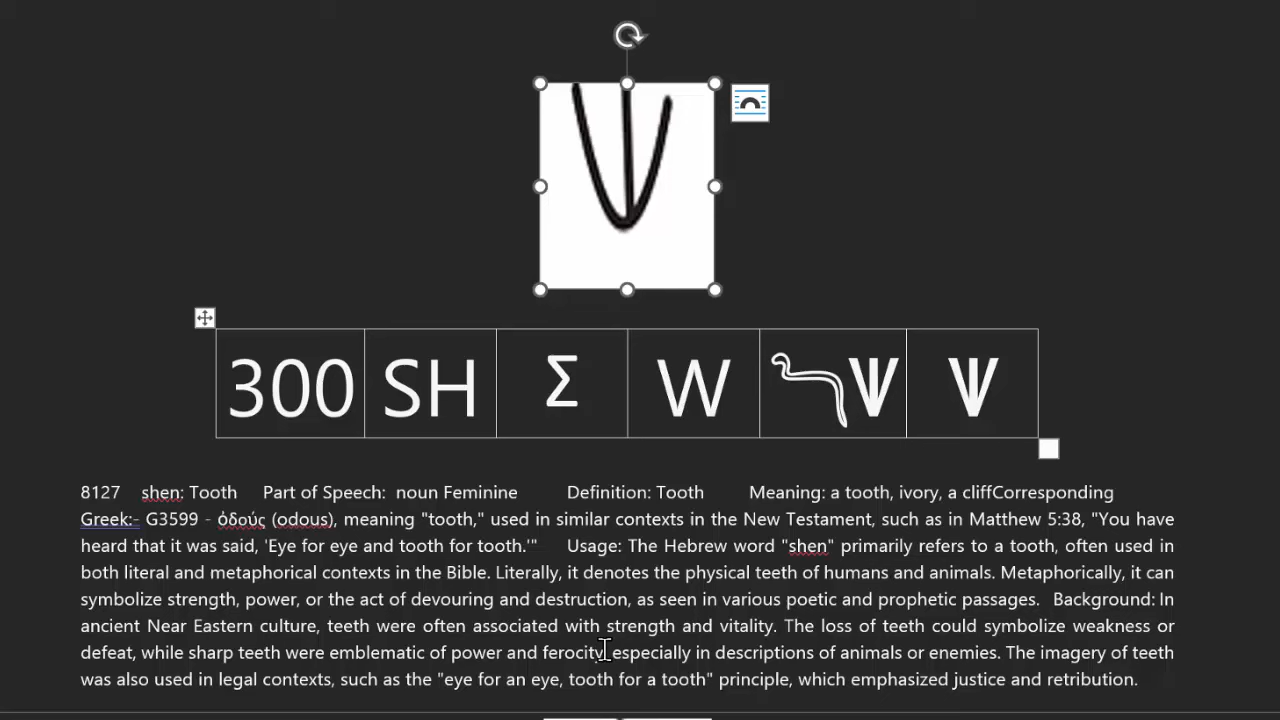 300 SH Σ W
8127 shen: Tooth Part of Speech: noun Feminine Definition: Tooth Meaning: a tooth, ivory, a cliffCorresponding
Greek:- G3599 - ὀδούς (odous), meaning "tooth," used in similar contexts in the New Testament, such as in Matthew 5:38, "You have
heard that it was said, 'Eye for eye and tooth for tooth.'" Usage: The Hebrew word "shen" primarily refers to a tooth, often used in
both literal and metaphorical contexts in the Bible. Literally, it denotes the physical teeth of humans and animals. Metaphorically, it can
symbolize strength, power, or the act of devouring and destruction, as seen in various poetic and prophetic passages. Background: In
ancient Near Eastern culture, teeth were often associated with strength and vitality. The loss of teeth could symbolize weakness or
defeat, while sharp teeth were emblematic of power and ferocity, especially in descriptions of animals or enemies. The imagery of teeth
was also used in legal contexts, such as the "eye for an eye, tooth for a tooth" principle, which emphasized justice and retribution.